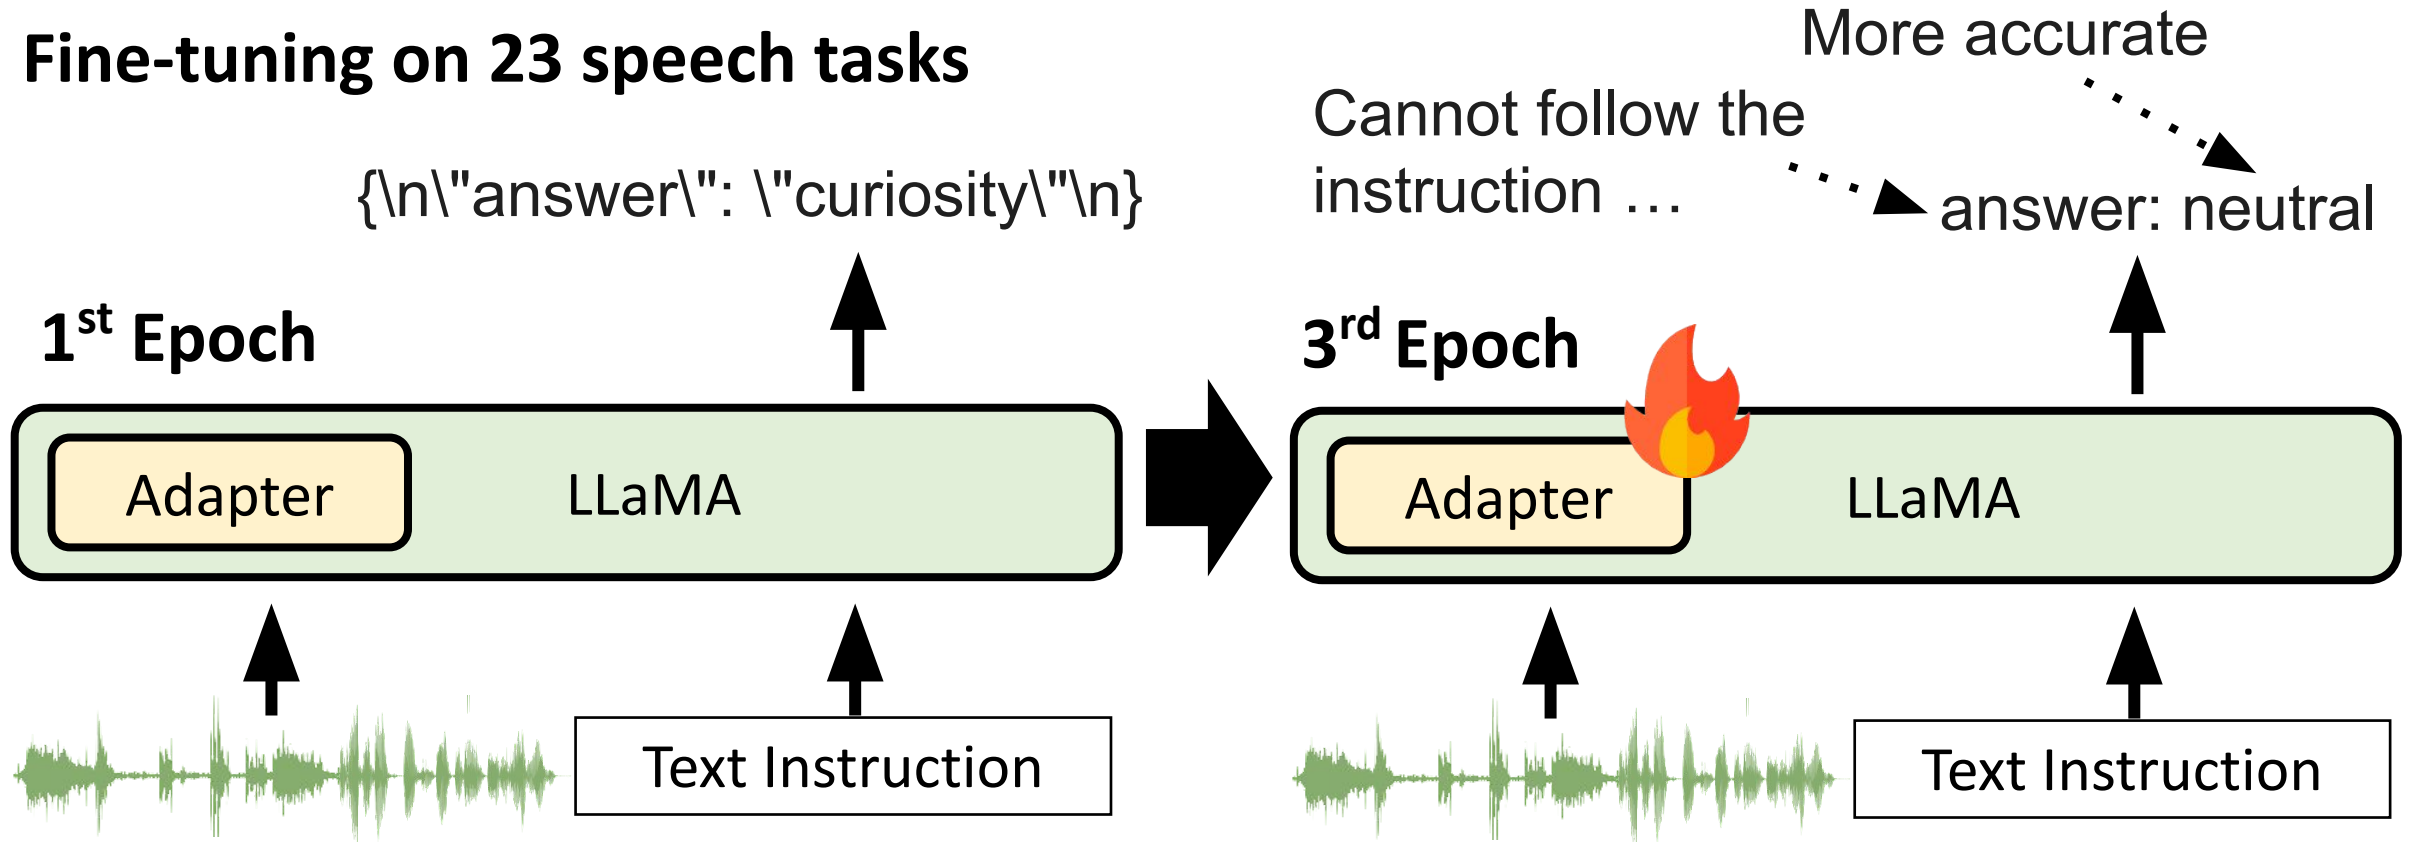 Fine-tuning on 23 speech tasks
{\n\"answer\": \"curiosity\"\n}
1st Epoch
Adapter
LLaMA
Text Instruction
More accurate
Cannot follow the
instruction …
answer: neutral
3rd Epoch
Adapter
LLaMA
Text Instruction